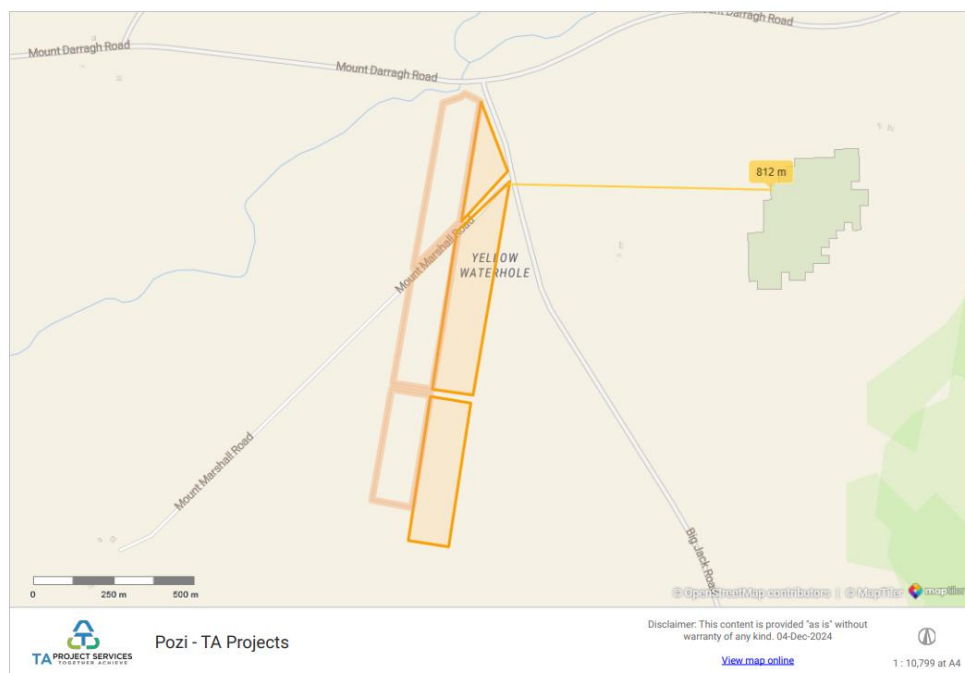 Mount Darragh Road
Mount Darragh Road
Mount Darragh Road
812 m
Mount Marshall Road
YELLOW
WATERHOLE
Mount Marshall Road
Big Jack Road
0
250 m
500 m
© OpenStreetMap contributors | © MapTiler maptiler
TA PROJECT SERVICES
TOGETHER ACHIEVE
Pozi - TA Projects
Disclaimer: This content is provided "as is" without
warranty of any kind. 04-Dec-2024
View map online
1 : 10,799 at A4